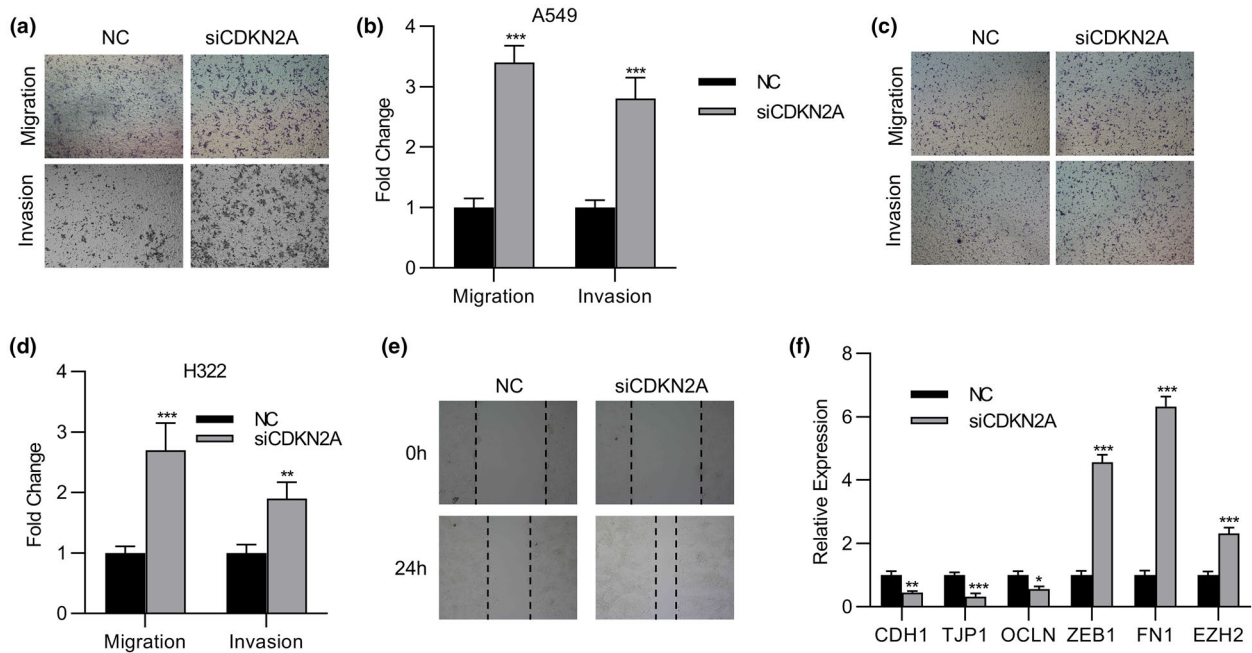 (a)
NC siCDKN2A
Migration
Invasion
(b)
A549
4
3
2
1
0
Fold Change
***
***
Migration Invasion
NC
siCDKN2A
(c)
NC siCDKN2A
Migration
Invasion
(d)
H322
4
3
2
1
0
Fold Change
***
**
NC
siCDKN2A
Migration Invasion
(e)
NC siCDKN2A
0h
24h
(f)
8
6
4
2
0
Relative Expression
NC
siCDKN2A
**
***
*
***
***
***
CDH1 TJP1 OCLN ZEB1 FN1 EZH2